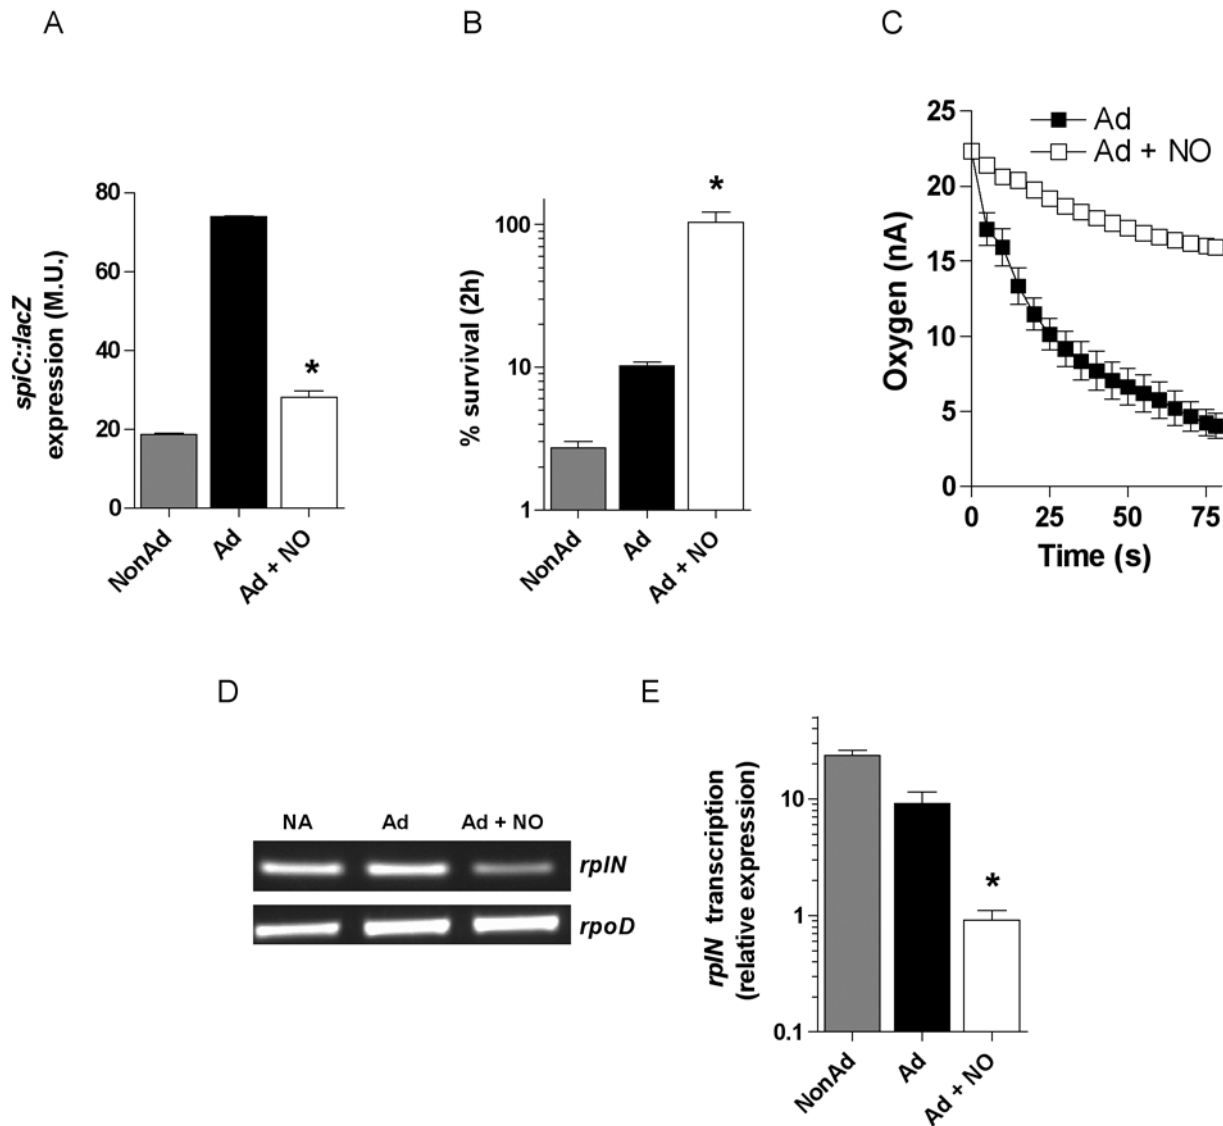 A
spiC::lacZ
expression (M.U.)
80
60
40
20
0
NonAd
Ad
Ad + NO
*
B
% survival (2h)
100
10
1
NonAd
Ad
Ad + NO
*
C
Oxygen (nA)
25
20
15
10
5
0
Ad
Ad + NO
0
25
50
75
Time (s)
D
NA Ad Ad + NO
rplN
rpoD
E
rplN transcription
(relative expression)
10
1
0.1
NonAd
Ad
Ad + NO
*